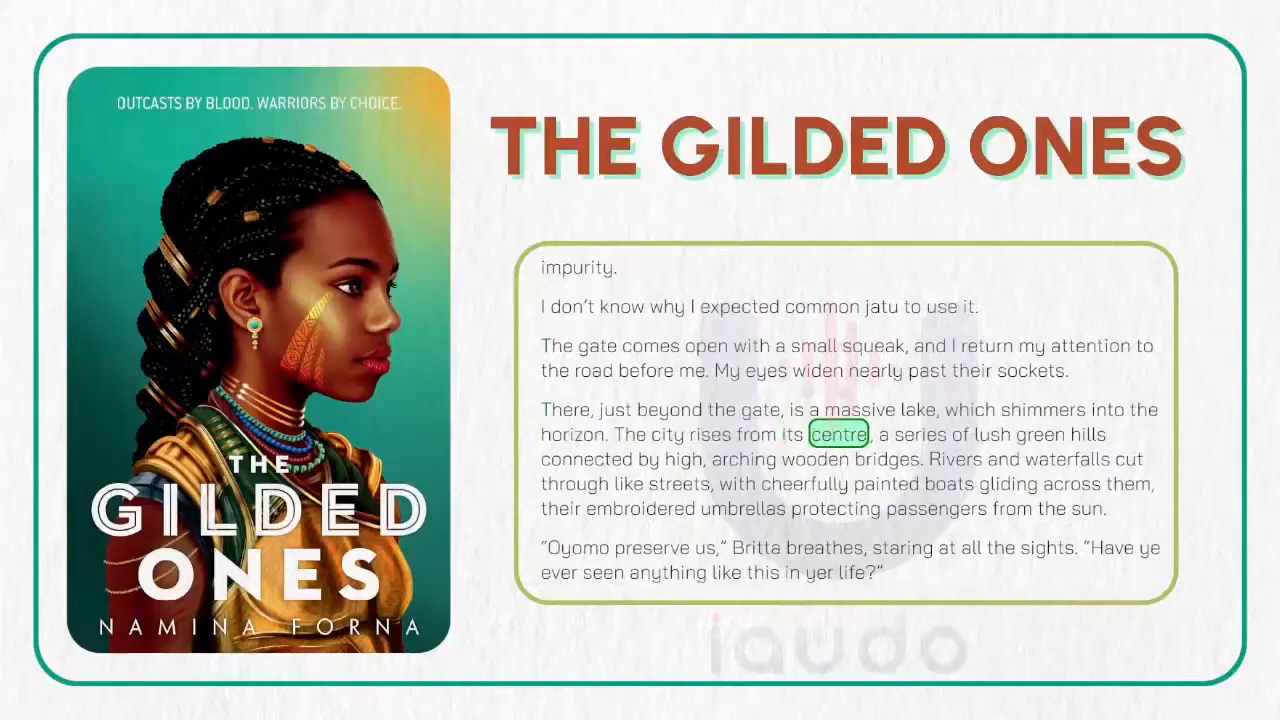 OUTCASTS BY BLOOD. WARRIORS BY CHOICE.
THE
GILDED
ONES
NAMINA FORNA
THE GILDED ONES
impurity.
I don't know why I expected common jatu to use it.
The gate comes open with a small squeak, and I return my attention to
the road before me. My eyes widen nearly past their sockets.
There, just beyond the gate, is a massive lake, which shimmers into the
horizon. The city rises from its centre, a series of lush green hills
connected by high, arching wooden bridges. Rivers and waterfalls cut
through like streets, with cheerfully painted boats gliding across them,
their embroidered umbrellas protecting passengers from the sun.
"Oyomo preserve us," Britta breathes, staring at all the sights. "Have ye
ever seen anything like this in yer life?"
iaudo